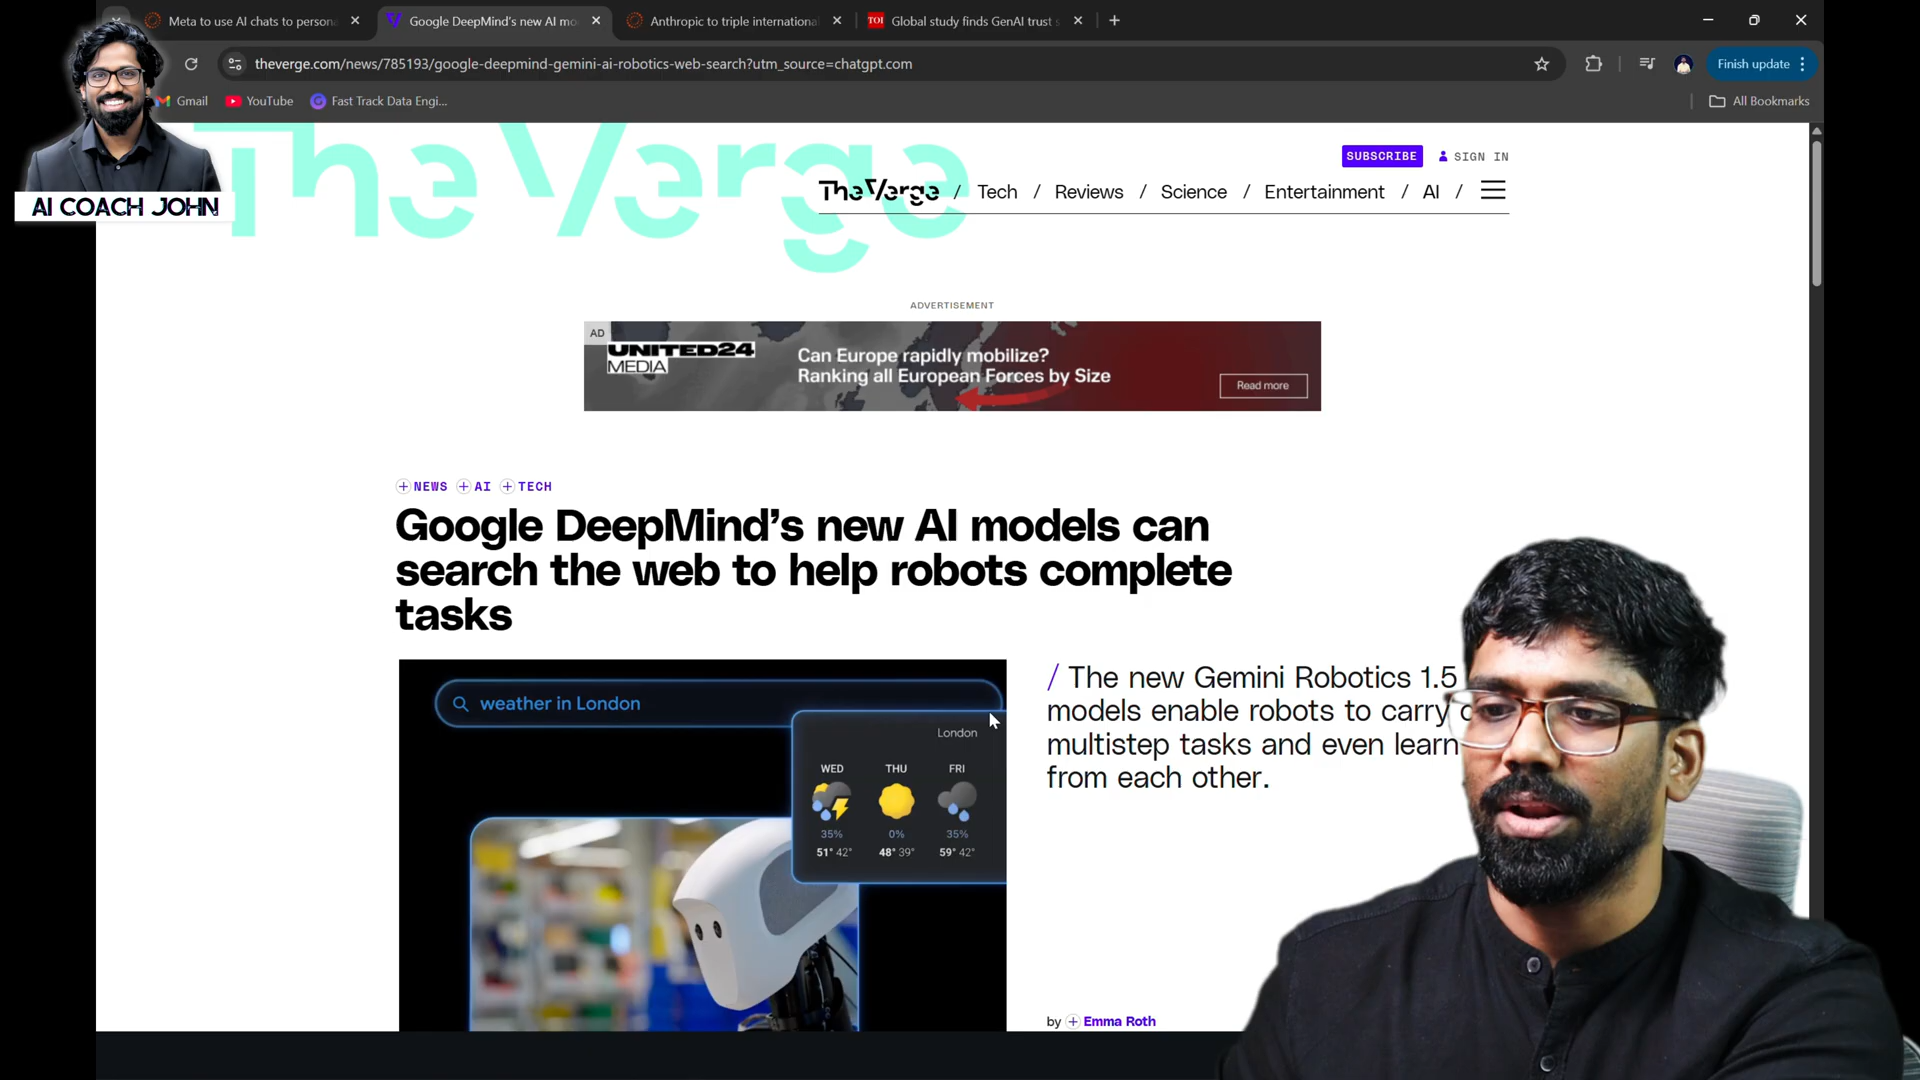 Meta to use AI chats to persona
Google DeepMind's new AI mo
Anthropic to triple internationa
Global study finds GenAI trust s
TOI
theverge.com/news/785193/google-deepmind-gemini-ai-robotics-web-search?utm_source=chatgpt.com
Finish update
Gmail
YouTube
Fast Track Data Engi...
All Bookmarks
AI COACH JOHN
The Verge
SUBSCRIBE
SIGN IN
The Verge / Tech / Reviews / Science / Entertainment / AI /
ADVERTISEMENT
AD
UNITED24
MEDIA
Can Europe rapidly mobilize?
Ranking all European Forces by Size
Read more
NEWS AI TECH
Google DeepMind's new AI models can
search the web to help robots complete
tasks
weather in London
London
WED THU FRI
35% 0% 35%
51° 42° 48° 39° 59° 42°
/ The new Gemini Robotics 1.5
models enable robots to carry
multistep tasks and even learn
from each other.
by Emma Roth